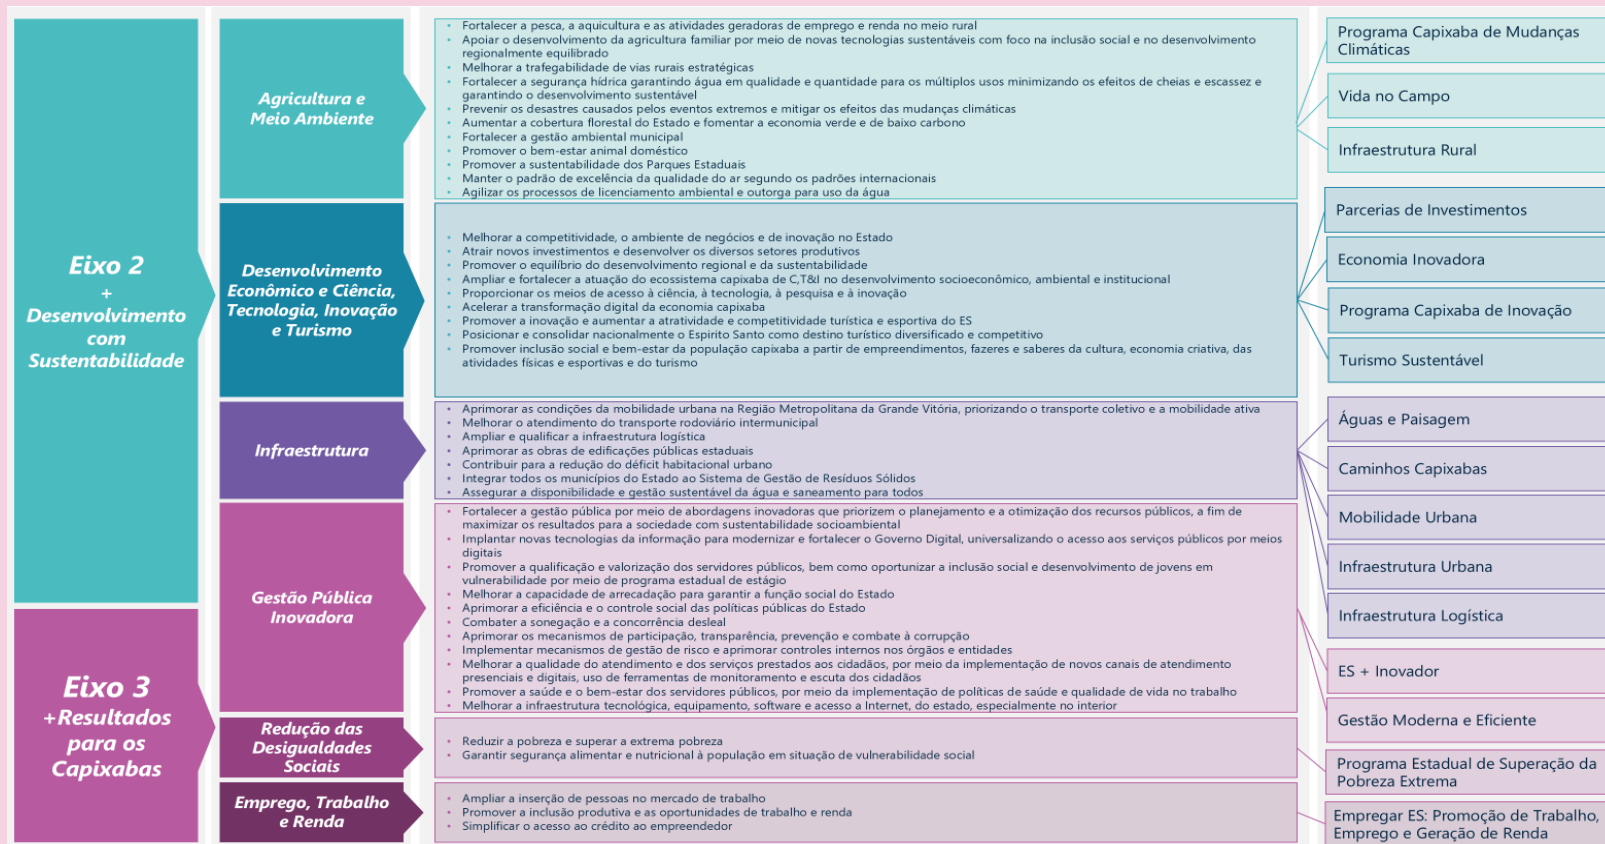 Eixo 2
+
Desenvolvimento
com
Sustentabilidade
Agricultura e
Meio Ambiente
• Fortalecer a pesca, a aquicultura e as atividades geradoras de emprego e renda no meio rural
• Apoiar o desenvolvimento da agricultura familiar por meio de novas tecnologias sustentáveis com foco na inclusão social e no desenvolvimento
regionalmente equilibrado
• Melhorar a trafegabilidade de vias rurais estratégicas
• Fortalecer a segurança hídrica garantindo água em qualidade e quantidade para os múltiplos usos minimizando os efeitos de cheias e escassez e
garantindo o desenvolvimento sustentável
• Prevenir os desastres causados pelos eventos extremos e mitigar os efeitos das mudanças climáticas
• Aumentar a cobertura florestal do Estado e fomentar a economia verde e de baixo carbono
• Fortalecer a gestão ambiental municipal
• Promover o bem-estar animal doméstico
• Promover a sustentabilidade dos Parques Estaduais
• Manter o padrão de excelência da qualidade do ar segundo os padrões internacionais
• Agilizar os processos de licenciamento ambiental e outorga para uso da água
Programa Capixaba de Mudanças
Climáticas
Vida no Campo
Infraestrutura Rural
Desenvolvimento
Econômico e Ciência,
Tecnologia, Inovação
e Turismo
• Melhorar a competitividade, o ambiente de negócios e de inovação no Estado
• Atrair novos investimentos e desenvolver os diversos setores produtivos
• Promover o equilíbrio do desenvolvimento regional e da sustentabilidade
• Ampliar e fortalecer a atuação do ecossistema capixaba de C,T&I no desenvolvimento socioeconômico, ambiental e institucional
• Proporcionar os meios de acesso à ciência, à tecnologia, à pesquisa e à inovação
• Acelerar a transformação digital da economia capixaba
• Promover a inovação e aumentar a atratividade e competitividade turística e esportiva do ES
• Posicionar e consolidar nacionalmente o Espirito Santo como destino turístico diversificado e competitivo
• Promover inclusão social e bem-estar da população capixaba a partir de empreendimentos, fazeres e saberes da cultura, economia criativa, das
atividades físicas e esportivas e do turismo
Parcerias de Investimentos
Economia Inovadora
Programa Capixaba de Inovação
Turismo Sustentável
Infraestrutura
• Aprimorar as condições da mobilidade urbana na Região Metropolitana da Grande Vitória, priorizando o transporte coletivo e a mobilidade ativa
• Melhorar o atendimento do transporte rodoviário intermunicipal
• Ampliar e qualificar a infraestrutura logística
• Aprimorar as obras de edificações públicas estaduais
• Contribuir para a redução do déficit habitacional urbano
• Integrar todos os municípios do Estado ao Sistema de Gestão de Resíduos Sólidos
• Assegurar a disponibilidade e gestão sustentável da água e saneamento para todos
Águas e Paisagem
Caminhos Capixabas
Mobilidade Urbana
Infraestrutura Urbana
Infraestrutura Logística
Eixo 3
+Resultados
para os
Capixabas
Gestão Pública
Inovadora
• Fortalecer a gestão pública por meio de abordagens inovadoras que priorizem o planejamento e a otimização dos recursos públicos, a fim de
maximizar os resultados para a sociedade com sustentabilidade socioambiental
• Implantar novas tecnologias da informação para modernizar e fortalecer o Governo Digital, universalizando o acesso aos serviços públicos por meios
digitais
• Promover a qualificação e valorização dos servidores públicos, bem como oportunizar a inclusão social e desenvolvimento de jovens em
vulnerabilidade por meio de programa estadual de estágio
• Melhorar a capacidade de arrecadação para garantir a função social do Estado
• Aprimorar a eficiência e o controle social das políticas públicas do Estado
• Combater a sonegação e a concorrência desleal
• Aprimorar os mecanismos de participação, transparência, prevenção e combate à corrupção
• Implementar mecanismos de gestão de risco e aprimorar controles internos nos órgãos e entidades
• Melhorar a qualidade do atendimento e dos serviços prestados aos cidadãos, por meio da implementação de novos canais de atendimento
presenciais e digitais, uso de ferramentas de monitoramento e escuta dos cidadãos
• Promover a saúde e o bem-estar dos servidores públicos, por meio da implementação de políticas de saúde e qualidade de vida no trabalho
• Melhorar a infraestrutura tecnológica, equipamento, software e acesso a Internet, do estado, especialmente no interior
ES + Inovador
Gestão Moderna e Eficiente
Redução das
Desigualdades
Sociais
• Reduzir a pobreza e superar a extrema pobreza
• Garantir segurança alimentar e nutricional à população em situação de vulnerabilidade social
Programa Estadual de Superação da
Pobreza Extrema
Emprego, Trabalho
e Renda
• Ampliar a inserção de pessoas no mercado de trabalho
• Promover a inclusão produtiva e as oportunidades de trabalho e renda
• Simplificar o acesso ao crédito ao empreendedor
Empregar ES: Promoção de Trabalho,
Emprego e Geração de Renda